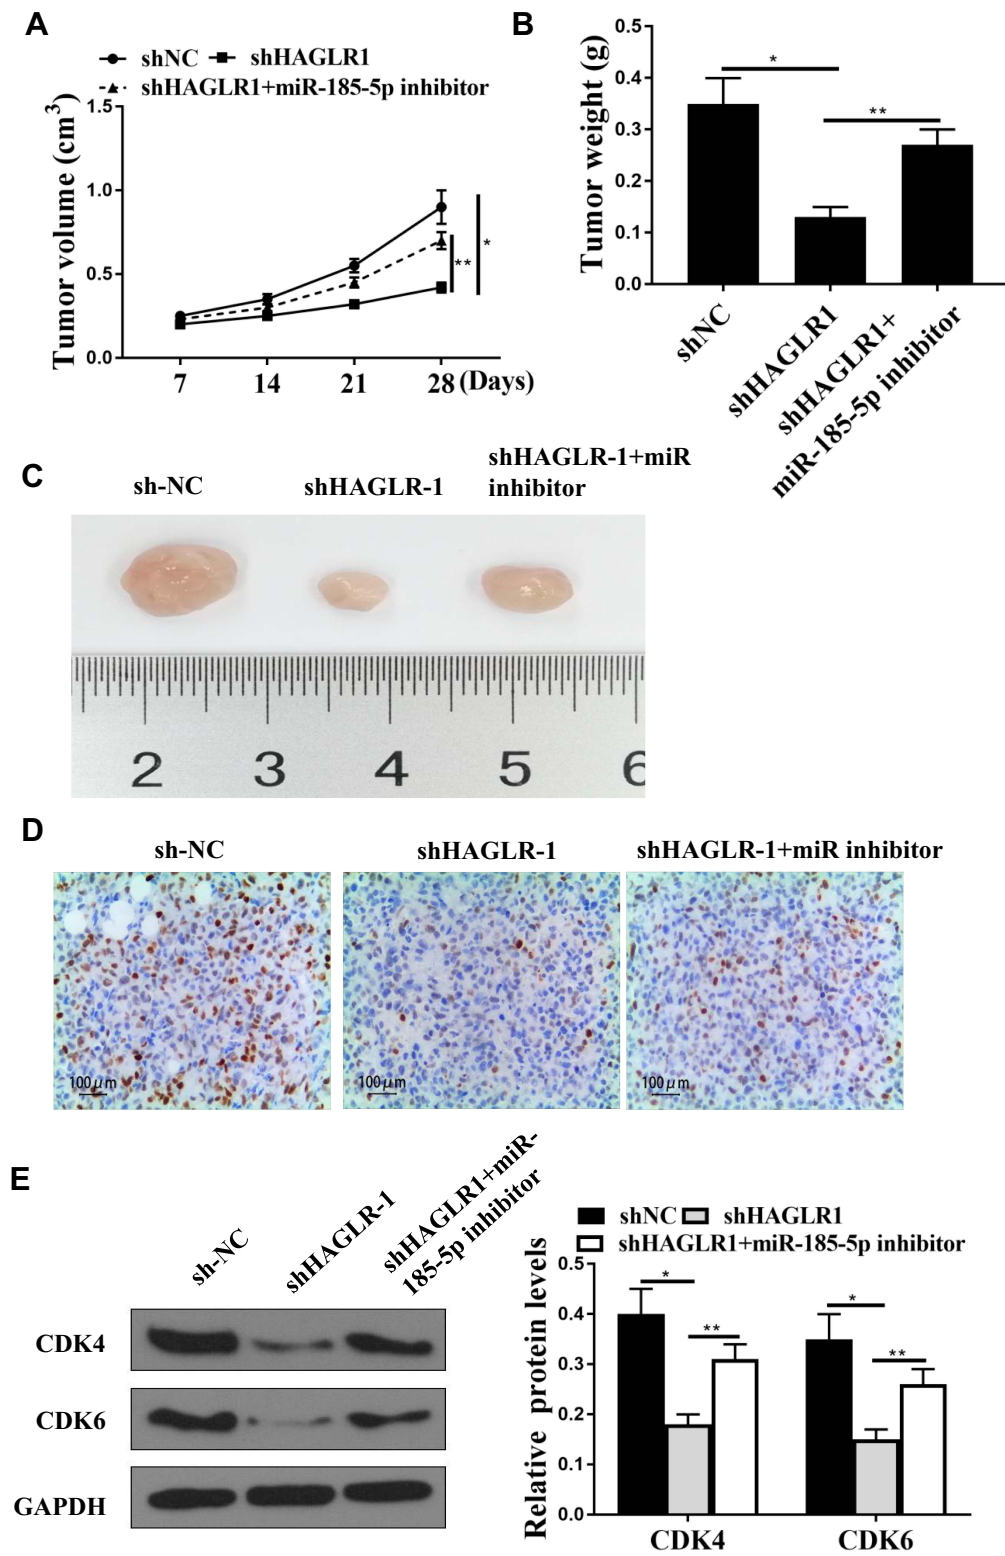 A
shNC shHAGLR1
shHAGLR1+miR-185-5p inhibitor
Tumor volume (cm3)
1.5
1.0
0.5
0.0
7 14 21 28 (Days)
*
**
B
Tumor weight (g)
0.5
0.4
0.3
0.2
0.1
0.0
*
**
shNC
shHAGLR1
shHAGLR1+
miR-185-5p inhibitor
C
sh-NC shHAGLR-1 shHAGLR-1+miR
inhibitor
2 3 4 5 6
D
sh-NC shHAGLR-1 shHAGLR-1+miR inhibitor
100μm 100μm 100μm
E
sh-NC
shHAGLR-1
shHAGLR1+miR-
185-5p inhibitor
CDK4
CDK6
GAPDH
shNC shHAGLR1
shHAGLR1+miR-185-5p inhibitor
Relative protein levels
0.5
0.4
0.3
0.2
0.1
0.0
*
**
*
**
CDK4 CDK6